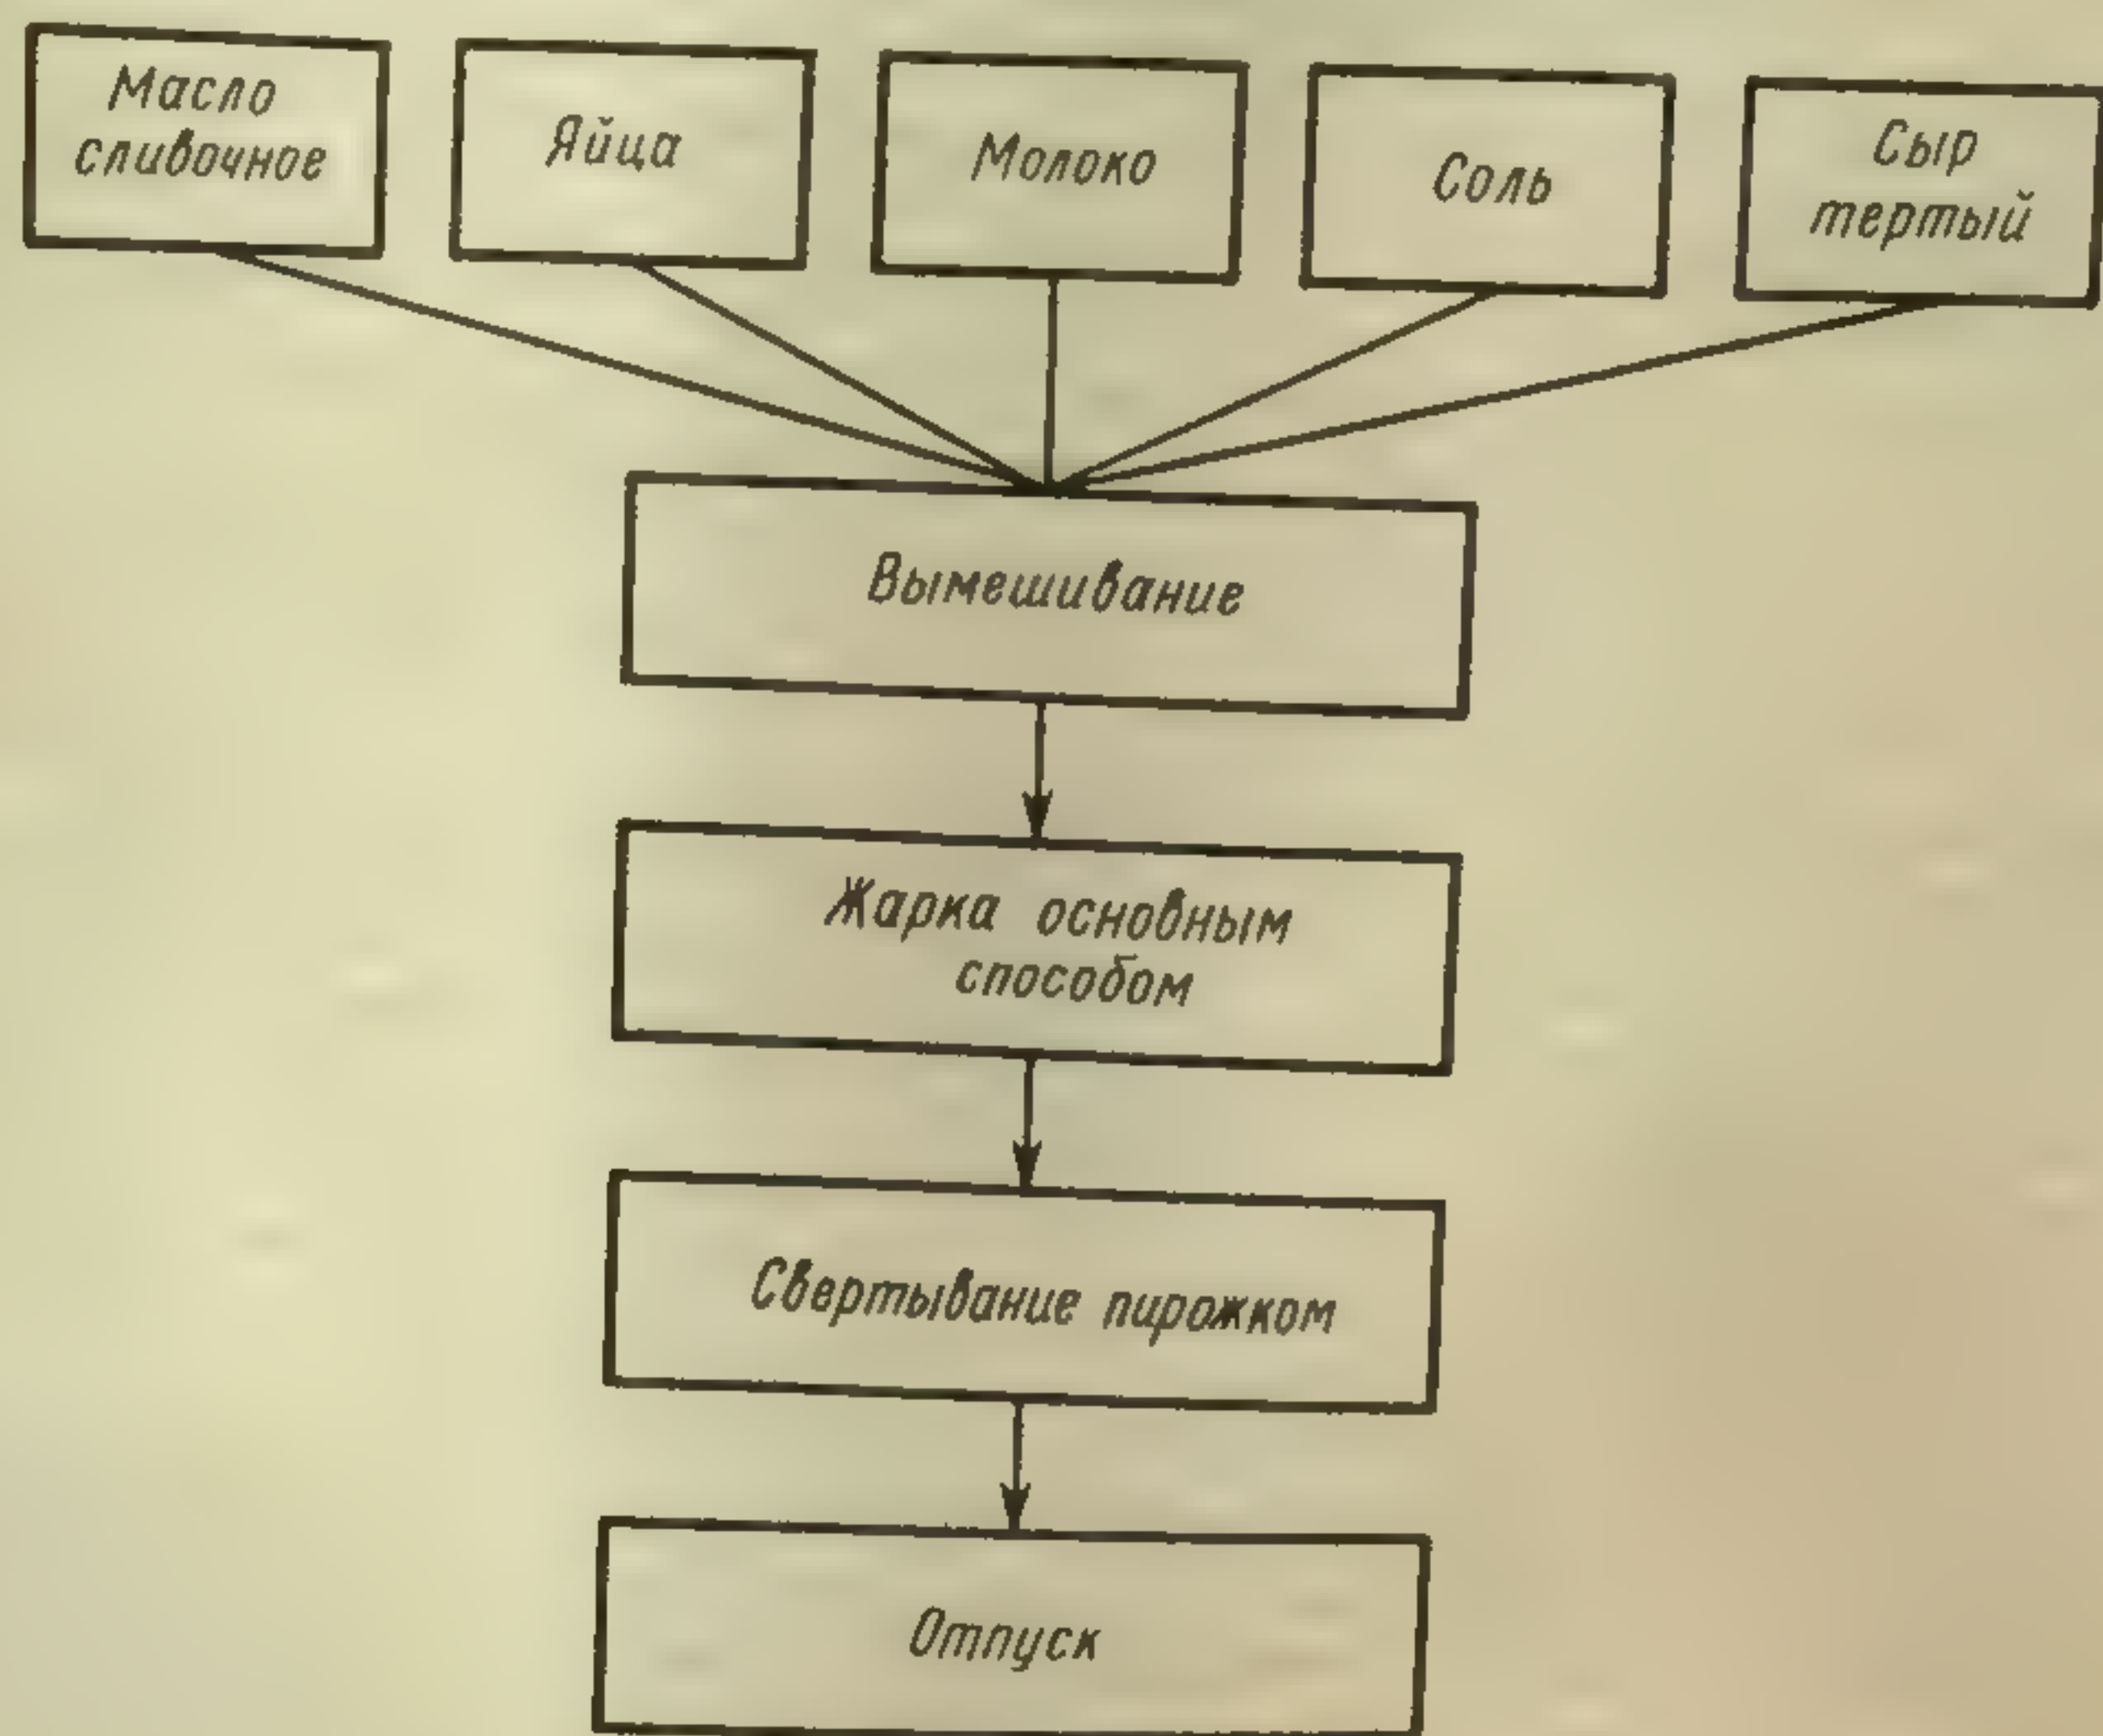 Масло
сливочное
Яйца
Молоко
Соль
Сыр
тертый
Вымешивание
Жарка основным
способом
Свертывание пирожком
Отпуск